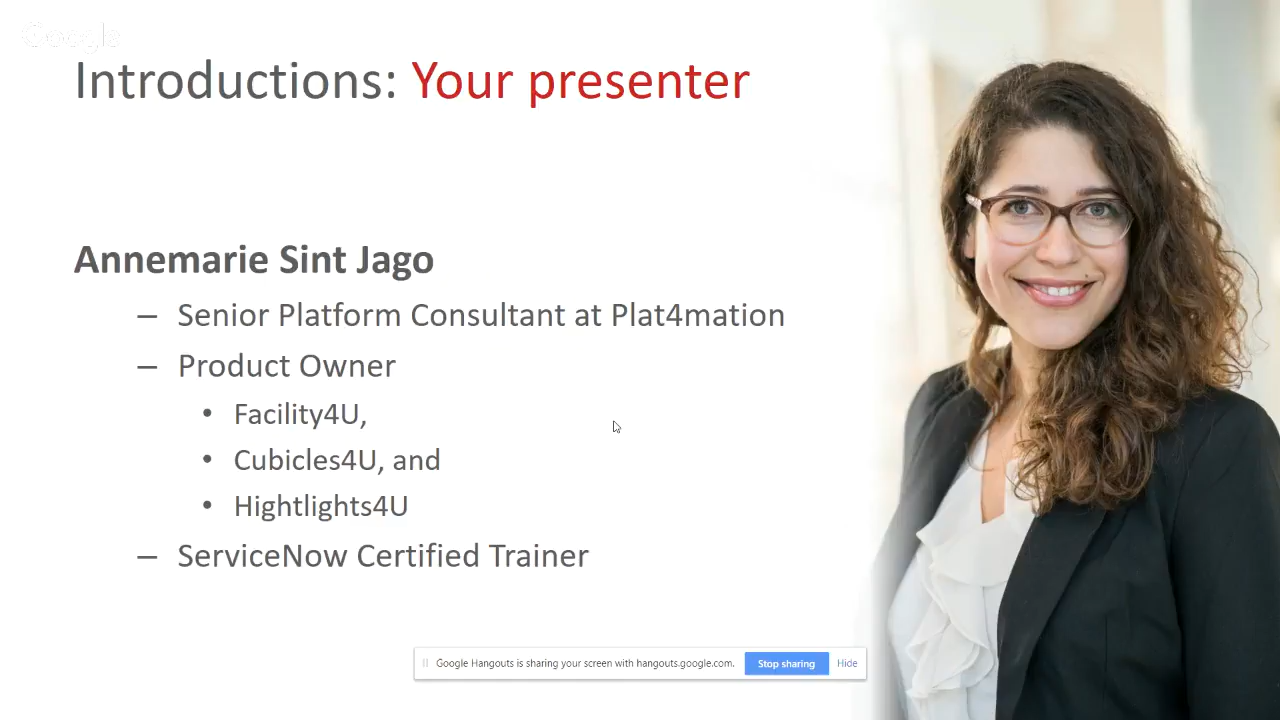 Google
Introductions: Your presenter
Annemarie Sint Jago
– Senior Platform Consultant at Plat4mation
– Product Owner
• Facility4U,
• Cubicles4U, and
• Hightlights4U
– ServiceNow Certified Trainer
Google Hangouts is sharing your screen with hangouts.google.com. Stop sharing Hide